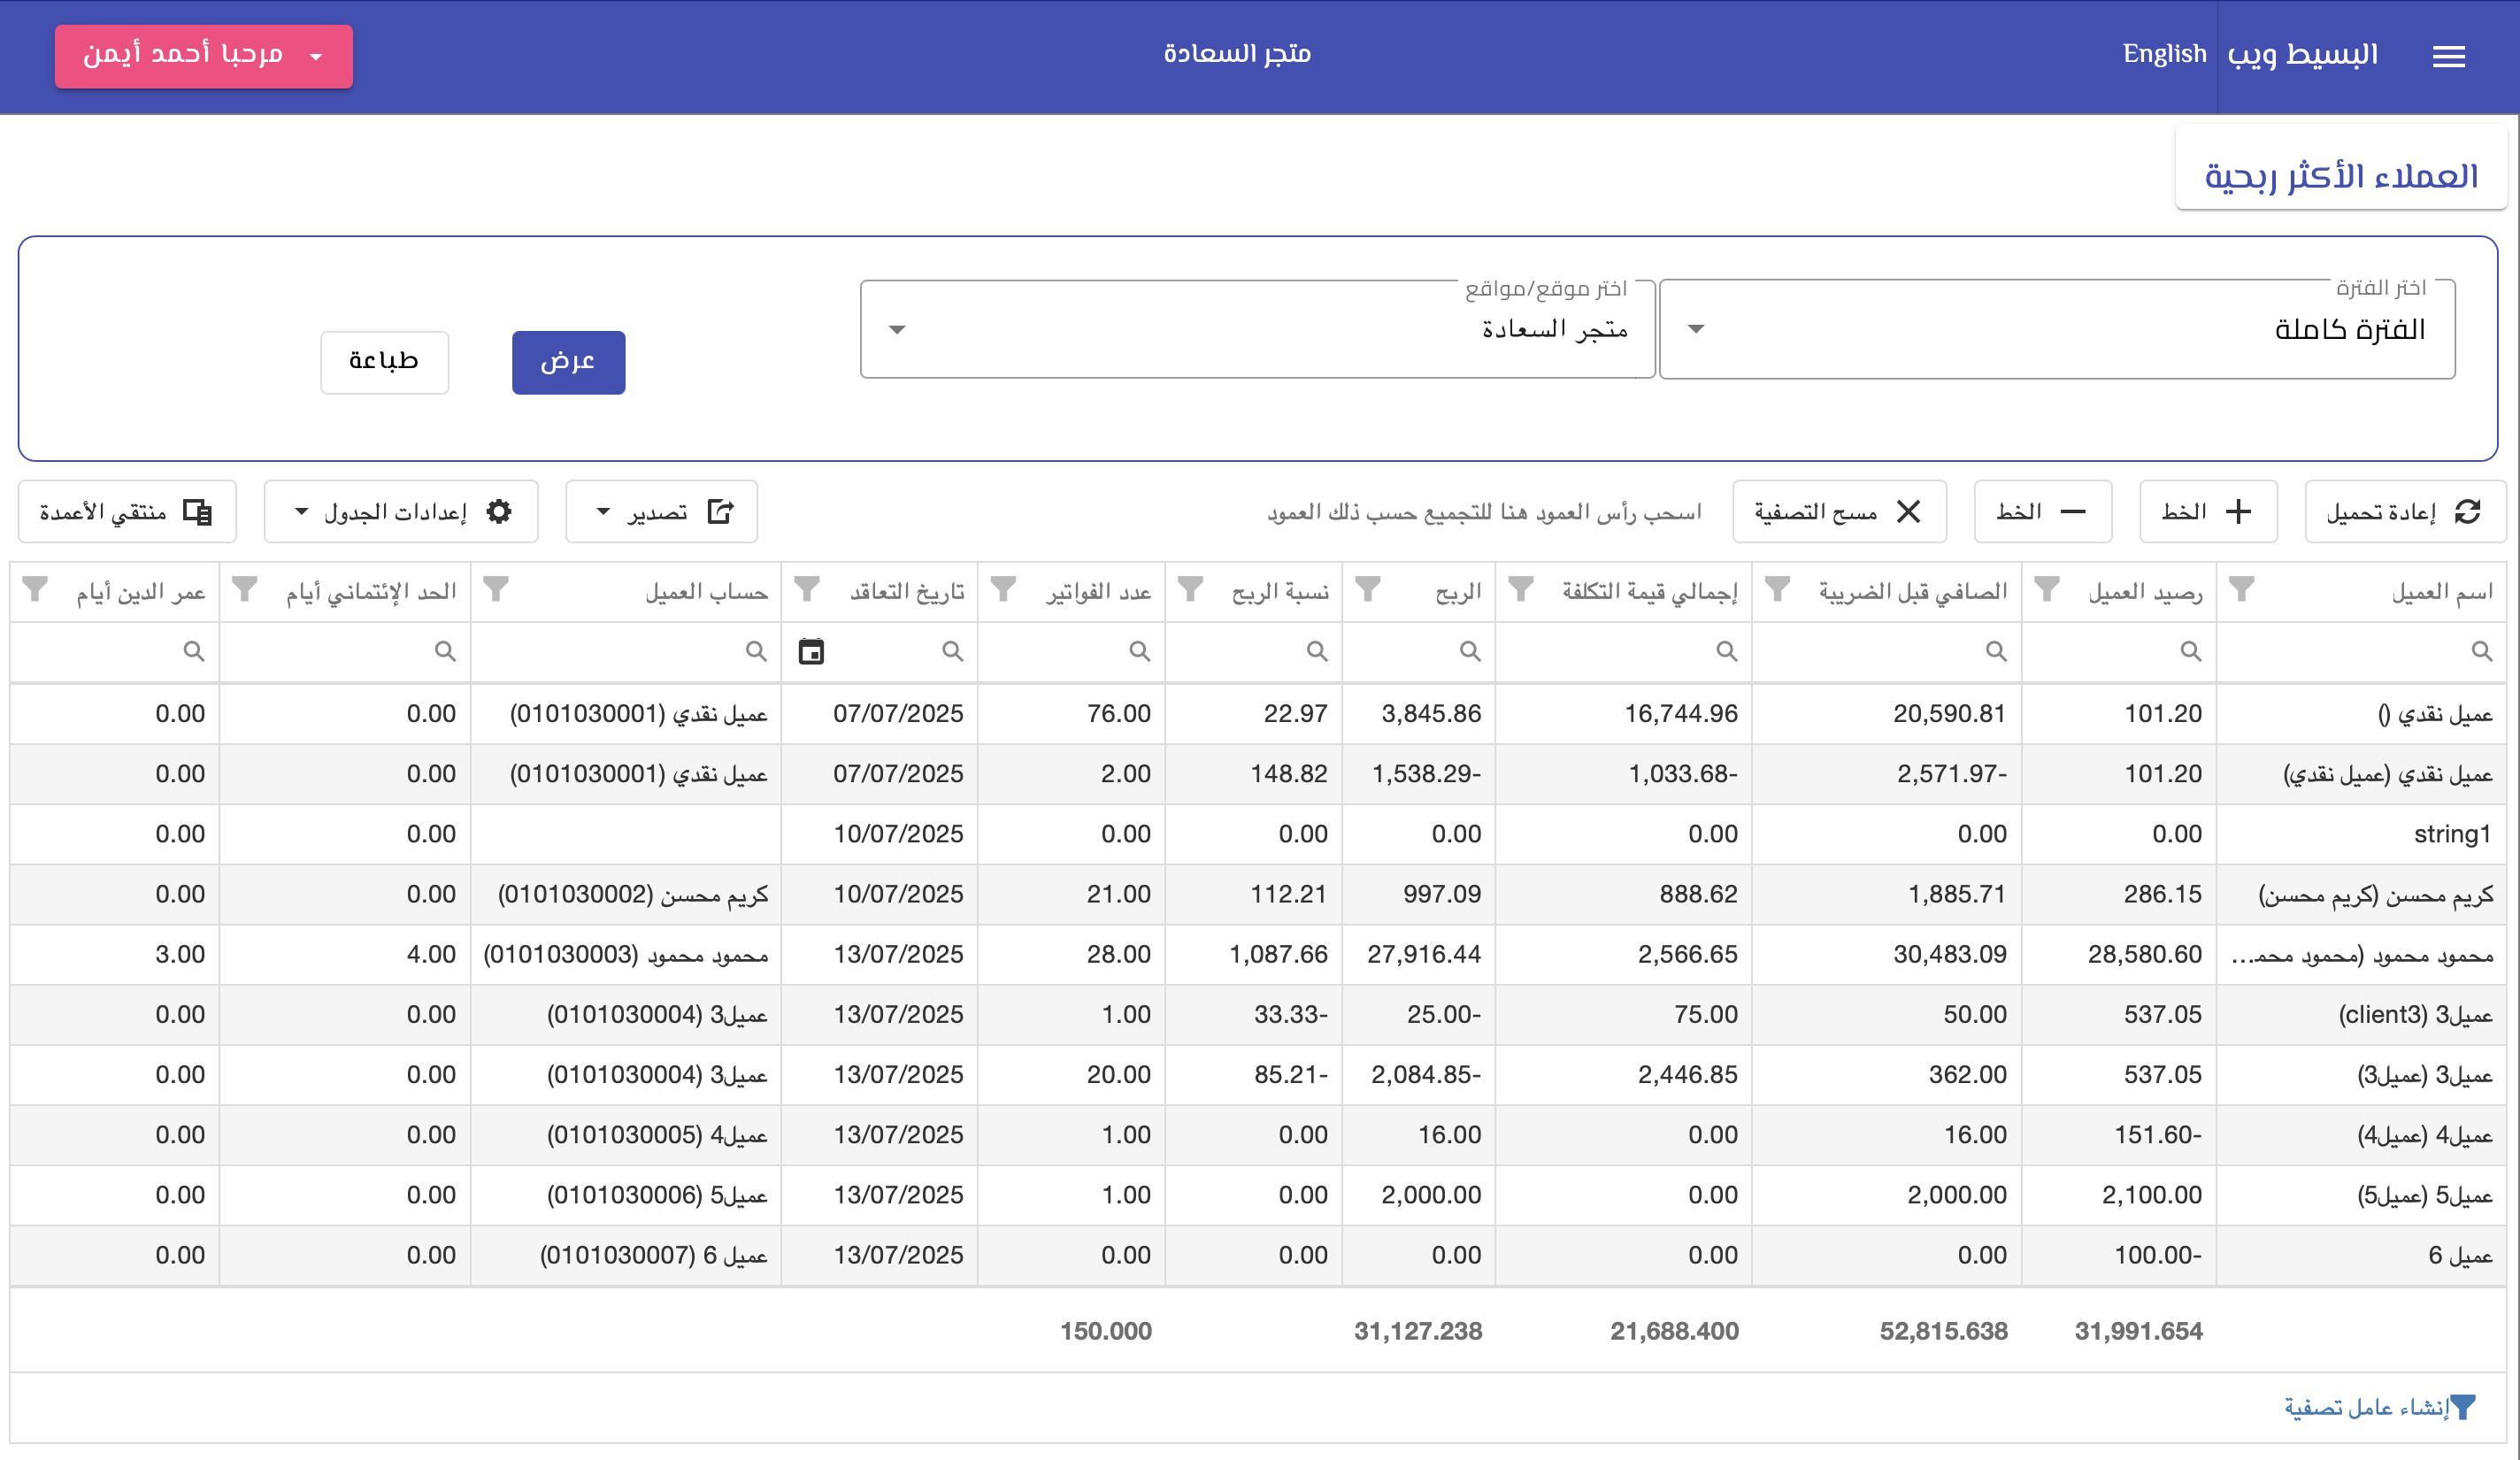 البسيط ويب English متجر السعادة مرحبا أحمد أيمن
العملاء الأكثر ربحية
اختر الفترة اختر موقع/مواقع
الفترة كاملة متجر السعادة
عرض طباعة
إعادة تحميل الخط الخط مسح التصفية اسحب رأس العمود هنا للتجميع حسب ذلك العمود تصدير إعدادات الجدول منتقي الأعمدة
اسم العميل رصيد العميل الصافي قبل الضريبة إجمالي قيمة التكلفة الربح نسبة الربح عدد الفواتير تاريخ التعاقد حساب العميل الحد الإئتماني أيام عمر الدين أيام
عميل نقدي () 101.20 20,590.81 16,744.96 3,845.86 22.97 76.00 07/07/2025 عميل نقدي (0101030001) 0.00 0.00
عميل نقدي (عميل نقدي) 101.20 2,571.97- 1,033.68- 1,538.29- 148.82 2.00 07/07/2025 عميل نقدي (0101030001) 0.00 0.00
string1 0.00 0.00 0.00 0.00 0.00 0.00 10/07/2025 0.00 0.00
كريم محسن (كريم محسن) 286.15 1,885.71 888.62 997.09 112.21 21.00 10/07/2025 كريم محسن (0101030002) 0.00 0.00
محمود محمود (محمود محمـ... 28,580.60 30,483.09 2,566.65 27,916.44 1,087.66 28.00 13/07/2025 محمود محمود (0101030003) 4.00 3.00
عميل3 (client3) 537.05 50.00 75.00 25.00- 33.33- 1.00 13/07/2025 عميل3 (0101030004) 0.00 0.00
عميل3 (عميل3) 537.05 362.00 2,446.85 2,084.85- 85.21- 20.00 13/07/2025 عميل3 (0101030004) 0.00 0.00
عميل4 (عميل4) 151.60- 16.00 0.00 16.00 0.00 1.00 13/07/2025 عميل4 (0101030005) 0.00 0.00
عميل5 (عميل5) 2,100.00 2,000.00 0.00 2,000.00 0.00 1.00 13/07/2025 عميل5 (0101030006) 0.00 0.00
عميل 6 100.00- 0.00 0.00 0.00 0.00 0.00 13/07/2025 عميل 6 (0101030007) 0.00 0.00
31,991.654 52,815.638 21,688.400 31,127.238 150.000
إنشاء عامل تصفية